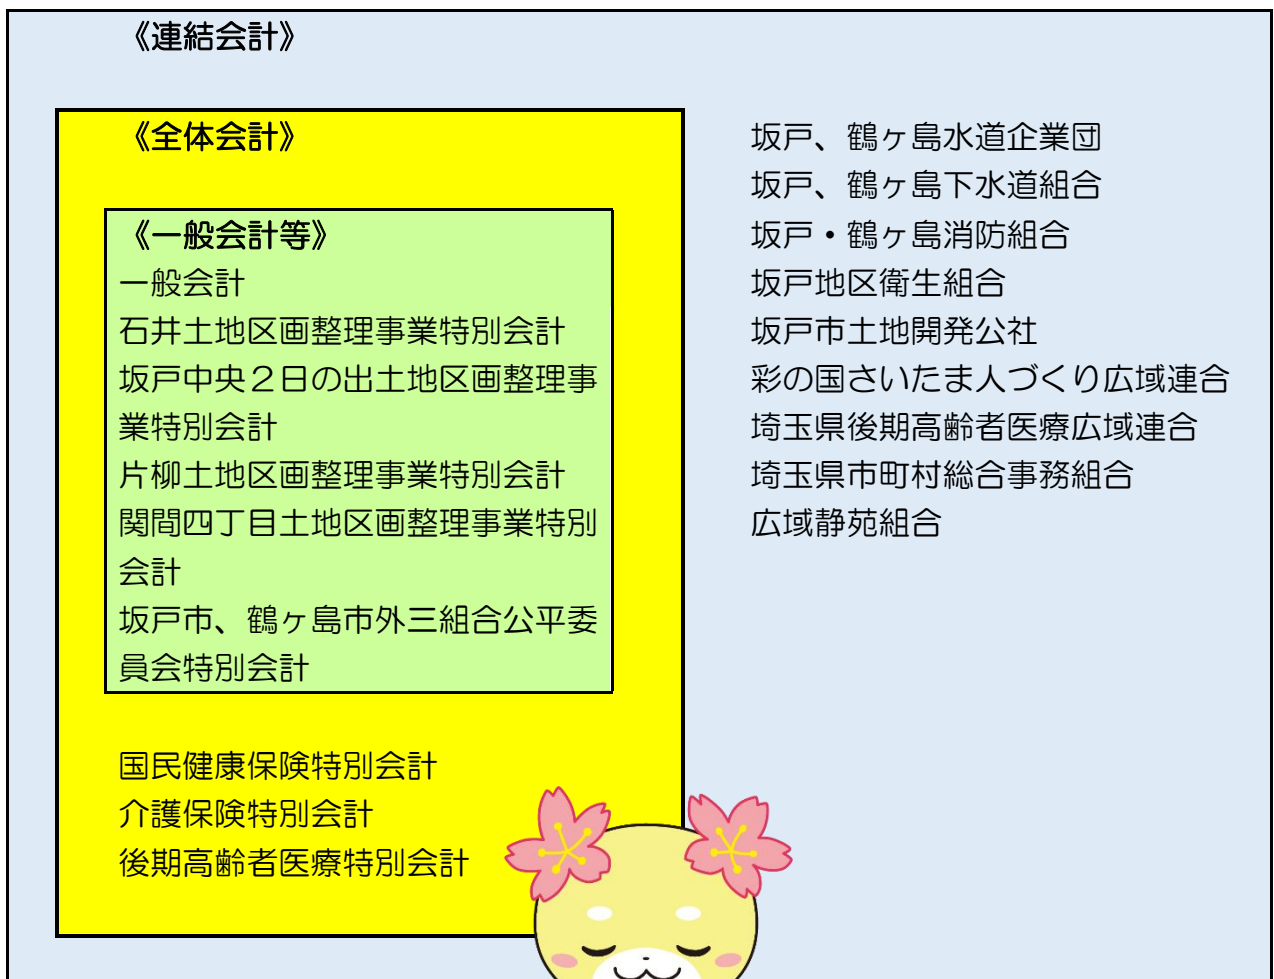 《連結会計》
《全体会計》
《一般会計等》
一般会計
石井土地区画整理事業特別会計
坂戸中央２日の出土地区画整理事
業特別会計
片柳土地区画整理事業特別会計
関間四丁目土地区画整理事業特別
会計
坂戸市、鶴ヶ島市外三組合公平委
員会特別会計
国民健康保険特別会計
介護保険特別会計
後期高齢者医療特別会計
坂戸、鶴ヶ島水道企業団
坂戸、鶴ヶ島下水道組合
坂戸・鶴ヶ島消防組合
坂戸地区衛生組合
坂戸市土地開発公社
彩の国さいたま人づくり広域連合
埼玉県後期高齢者医療広域連合
埼玉県市町村総合事務組合
広域静苑組合